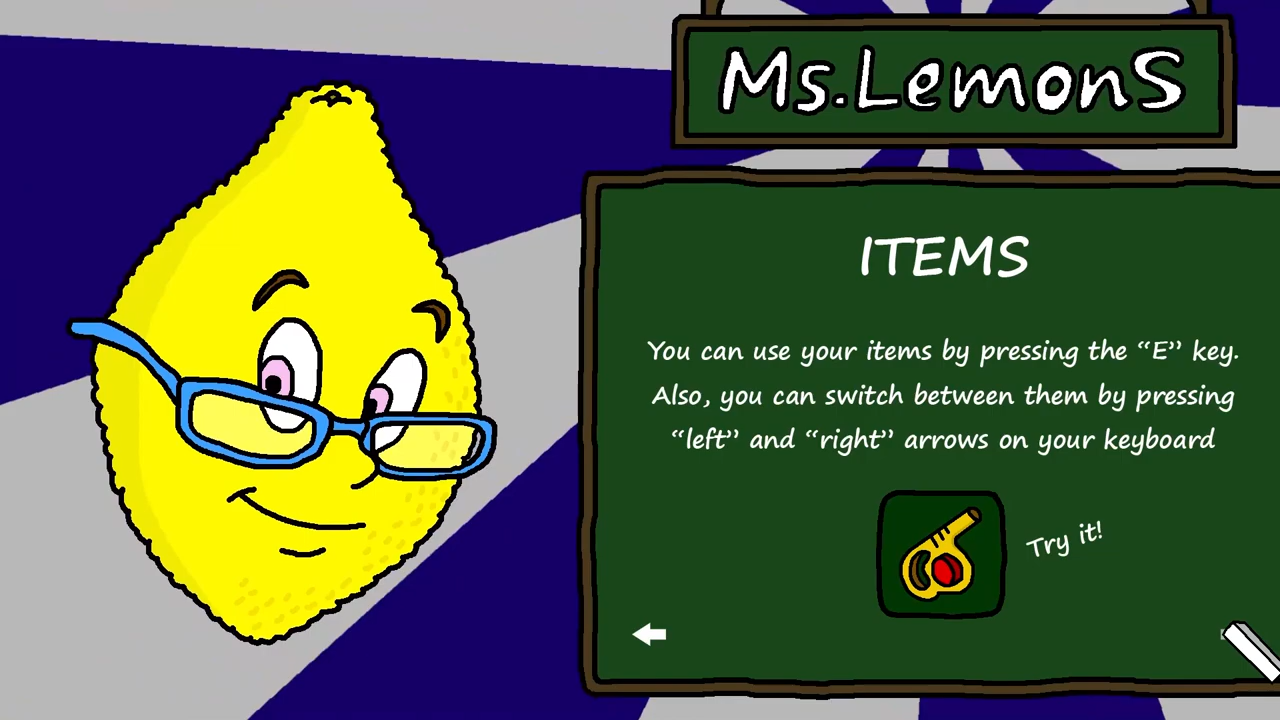 Ms.LemonS
ITEMS
You can use your items by pressing the “E” key.
Also, you can switch between them by pressing
“left” and “right” arrows on your keyboard
Try it!